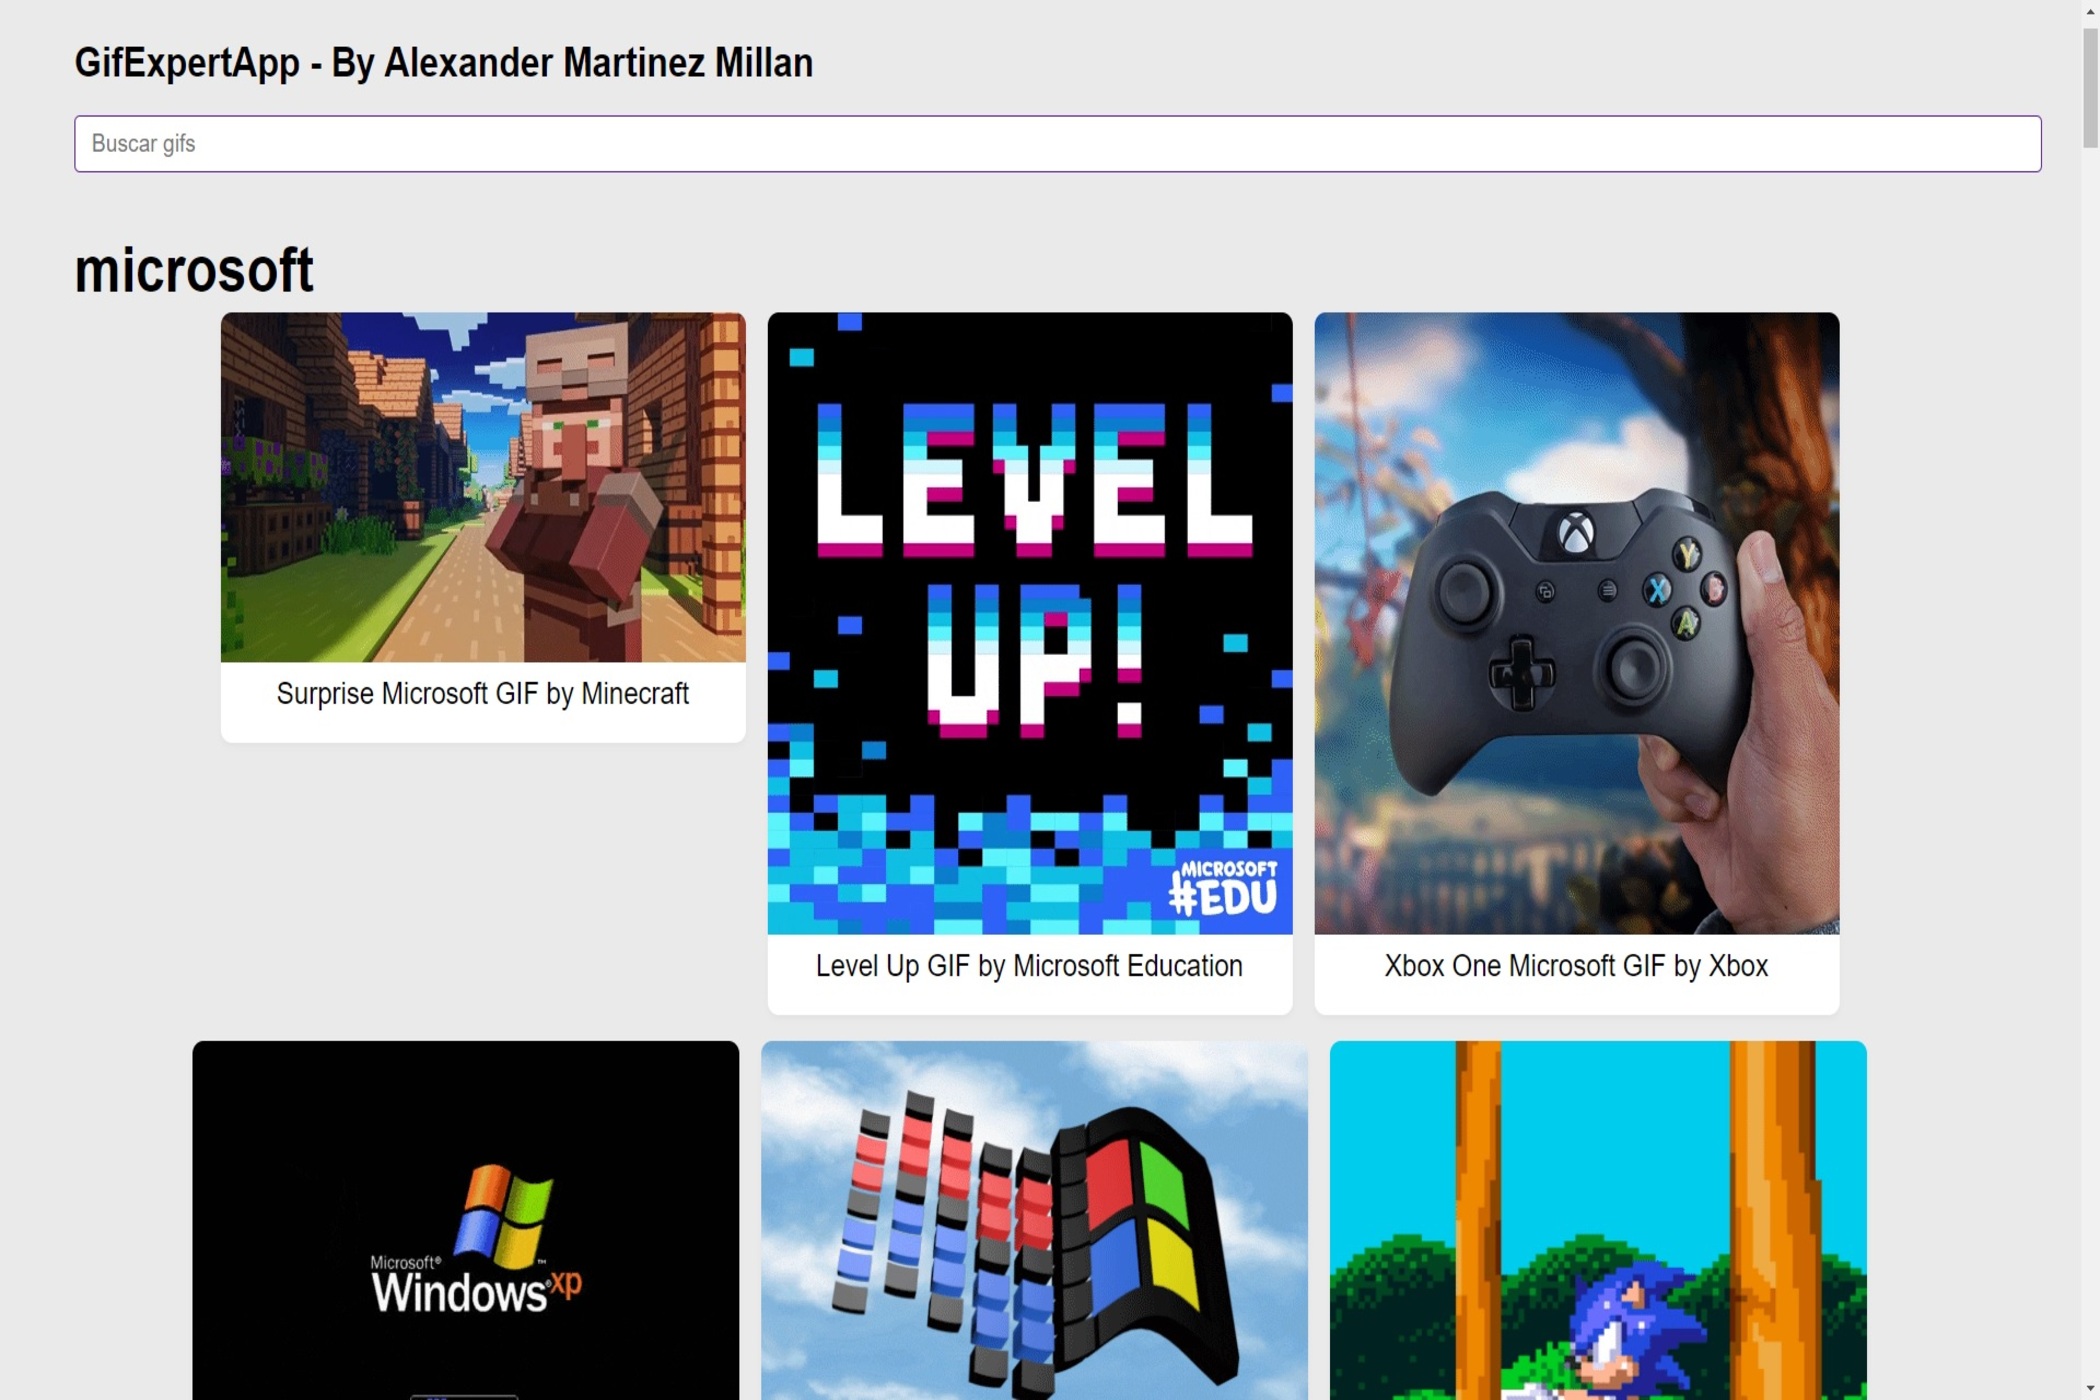 GifExpertApp - By Alexander Martinez Millan
Buscar gifs
microsoft
LEVEL
UP!
MICROSOFT
#EDU
Y
X
B
A
Surprise Microsoft GIF by Minecraft
Level Up GIF by Microsoft Education
Xbox One Microsoft GIF by Xbox
Microsoft®
Windows®xp
™